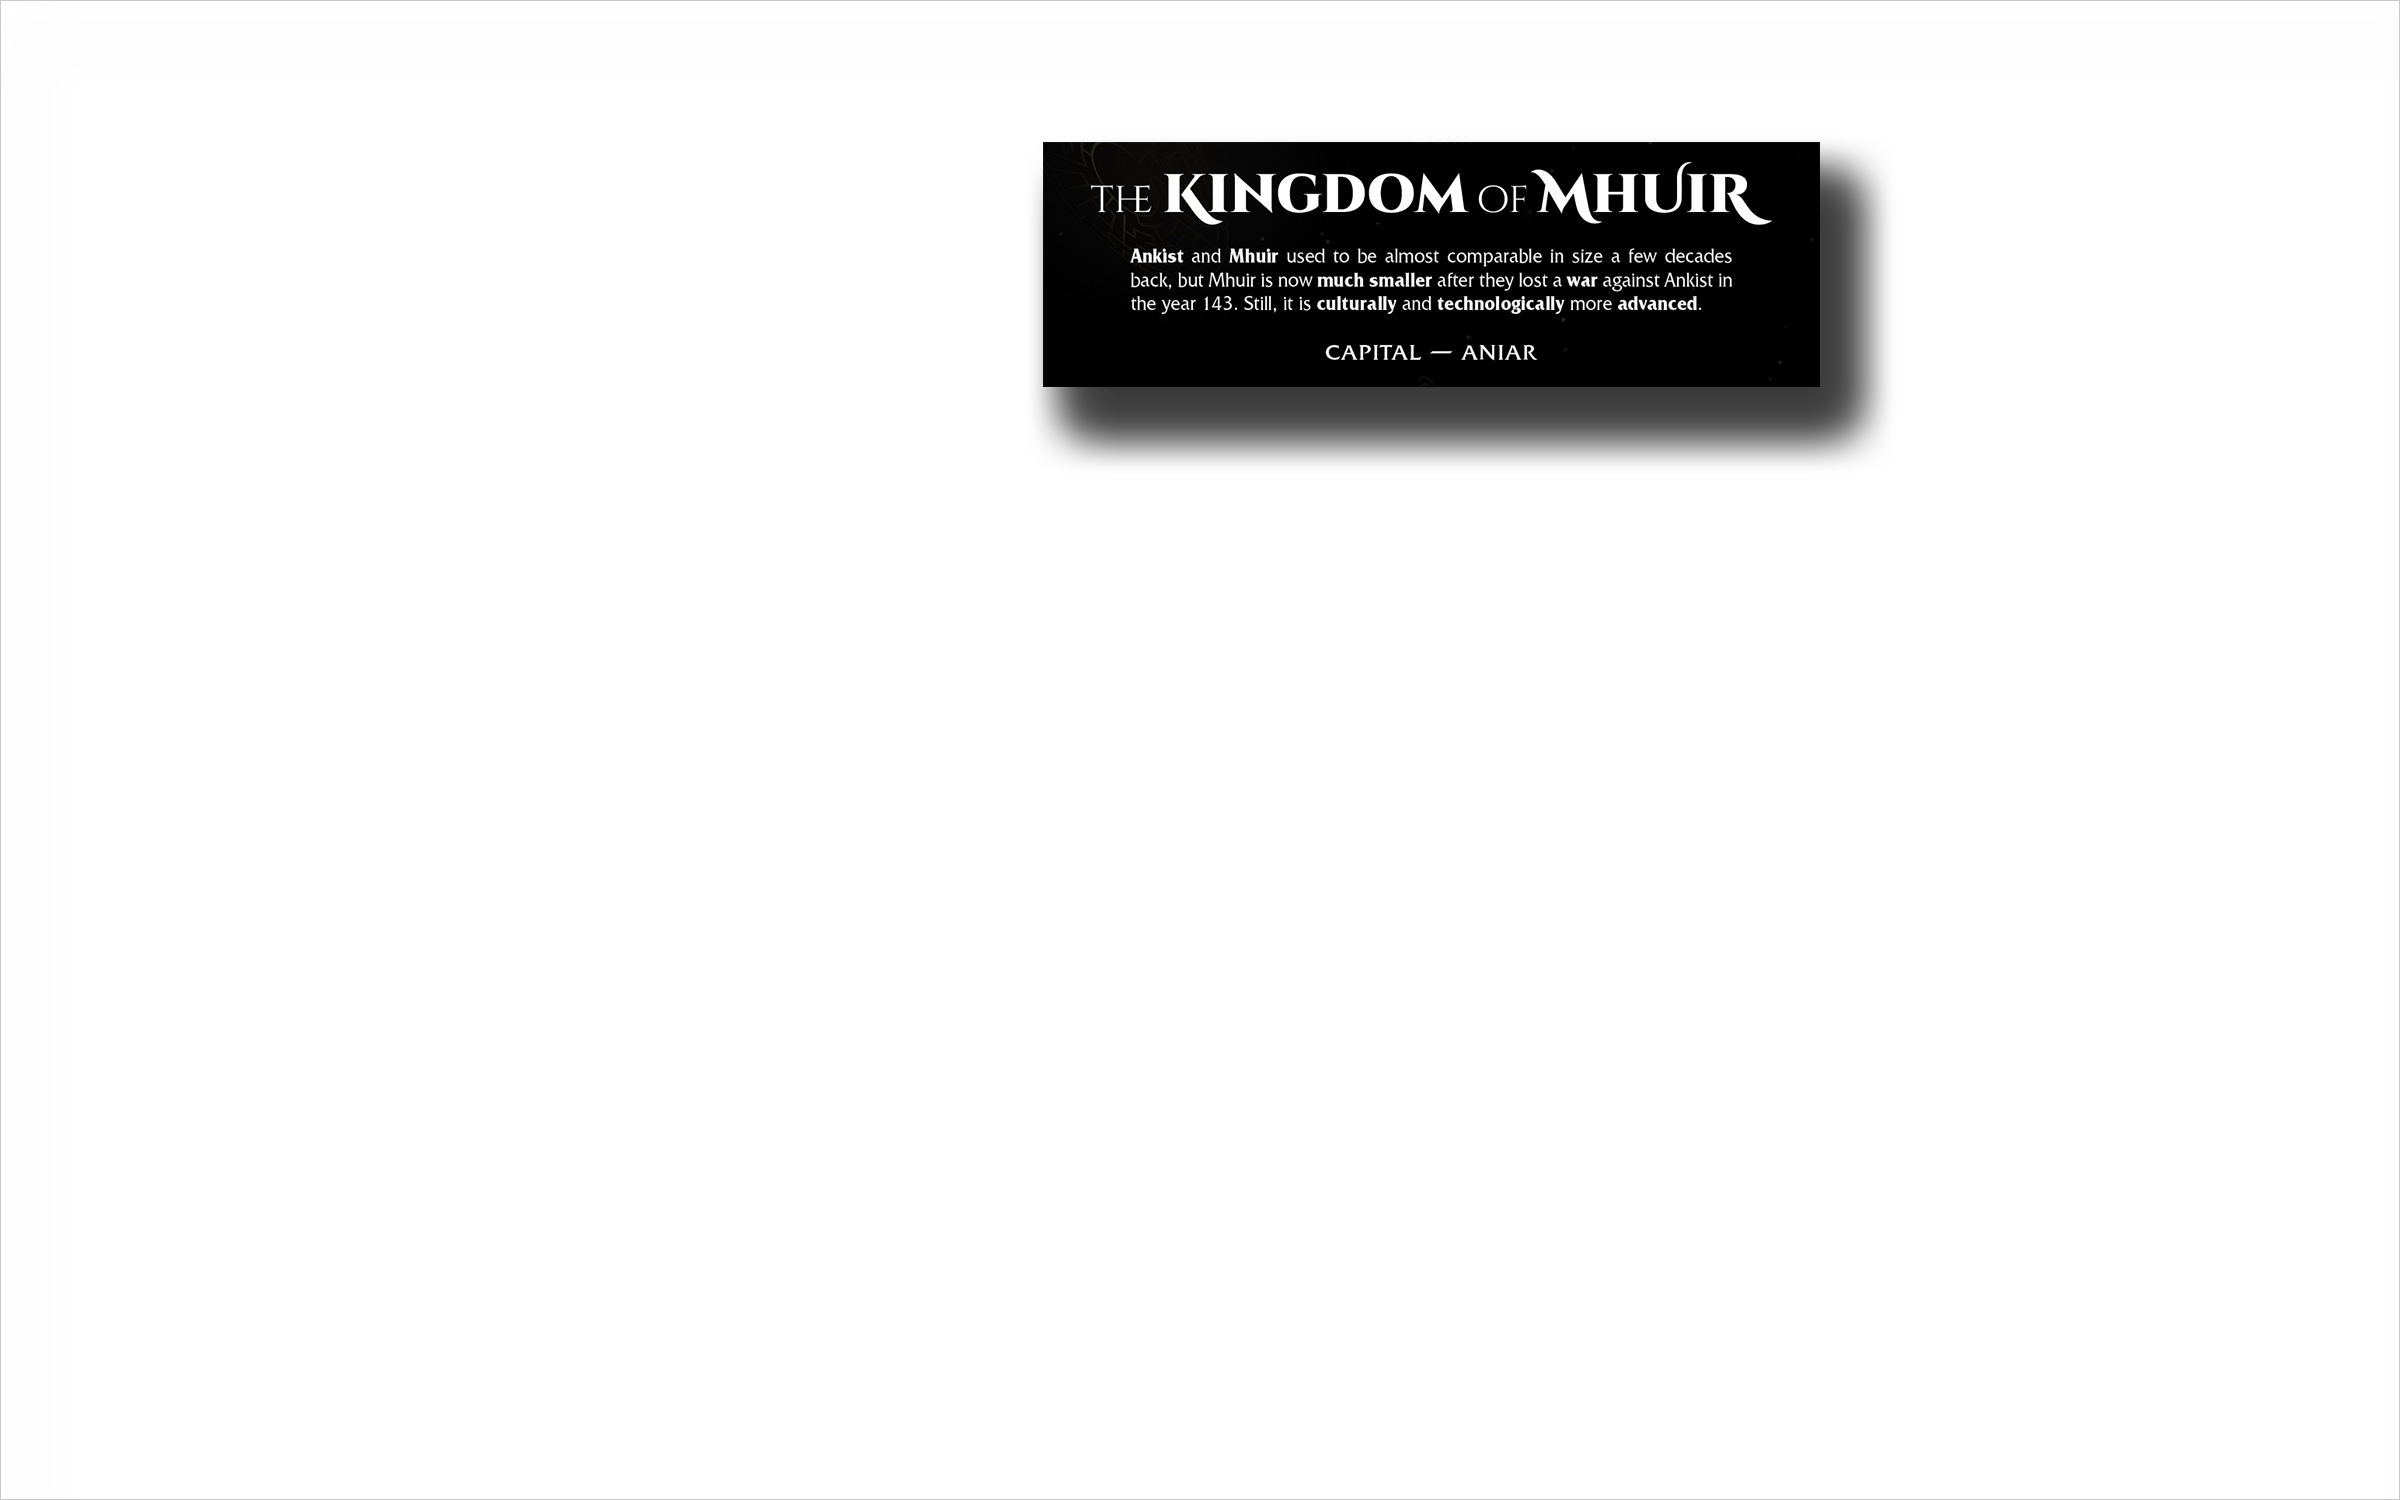 THE KINGDOM OF MHUIR
Ankist and Mhuir used to be almost comparable in size a few decades
back, but Mhuir is now much smaller after they lost a war against Ankist in
the year 143. Still, it is culturally and technologically more advanced.
CAPITAL — ANIAR